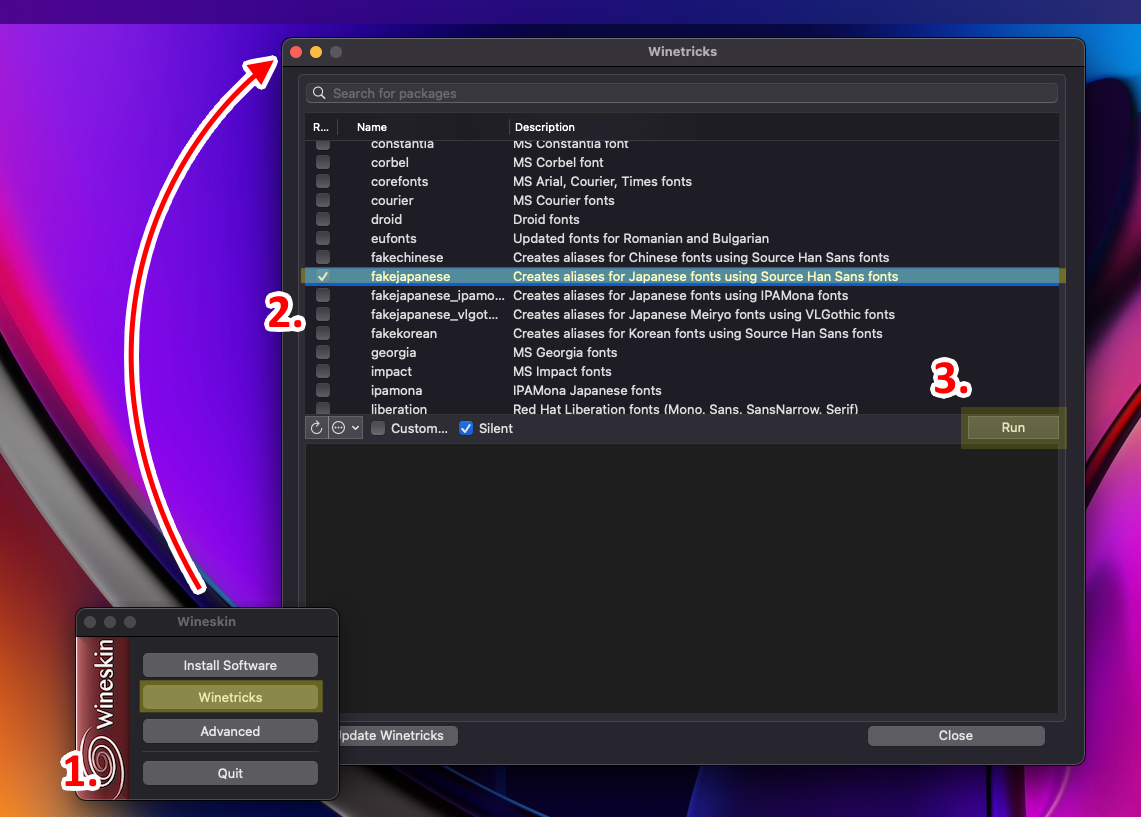 Winetricks
Search for packages
R... Name Description
constantia MS Constantia font
corbel MS Corbel font
corefonts MS Arial, Courier, Times fonts
courier MS Courier fonts
droid Droid fonts
eufonts Updated fonts for Romanian and Bulgarian
fakechinese Creates aliases for Chinese fonts using Source Han Sans fonts
fakejapanese Creates aliases for Japanese fonts using Source Han Sans fonts
fakejapanese_ipamo... Creates aliases for Japanese fonts using IPAMona fonts
2.
fakejapanese_vlgot... Creates aliases for Japanese Meiryo fonts using VLGothic fonts
fakekorean Creates aliases for Korean fonts using Source Han Sans fonts
georgia MS Georgia fonts
impact MS Impact fonts
3.
ipamona IPAMona Japanese fonts
liberation Red Hat Liberation fonts (Mono, Sans, SansNarrow, Serif)
Custom... Silent Run
Wineskin
wineskin
Install Software
Winetricks
Advanced
1.
Quit
pdate Winetricks
Close